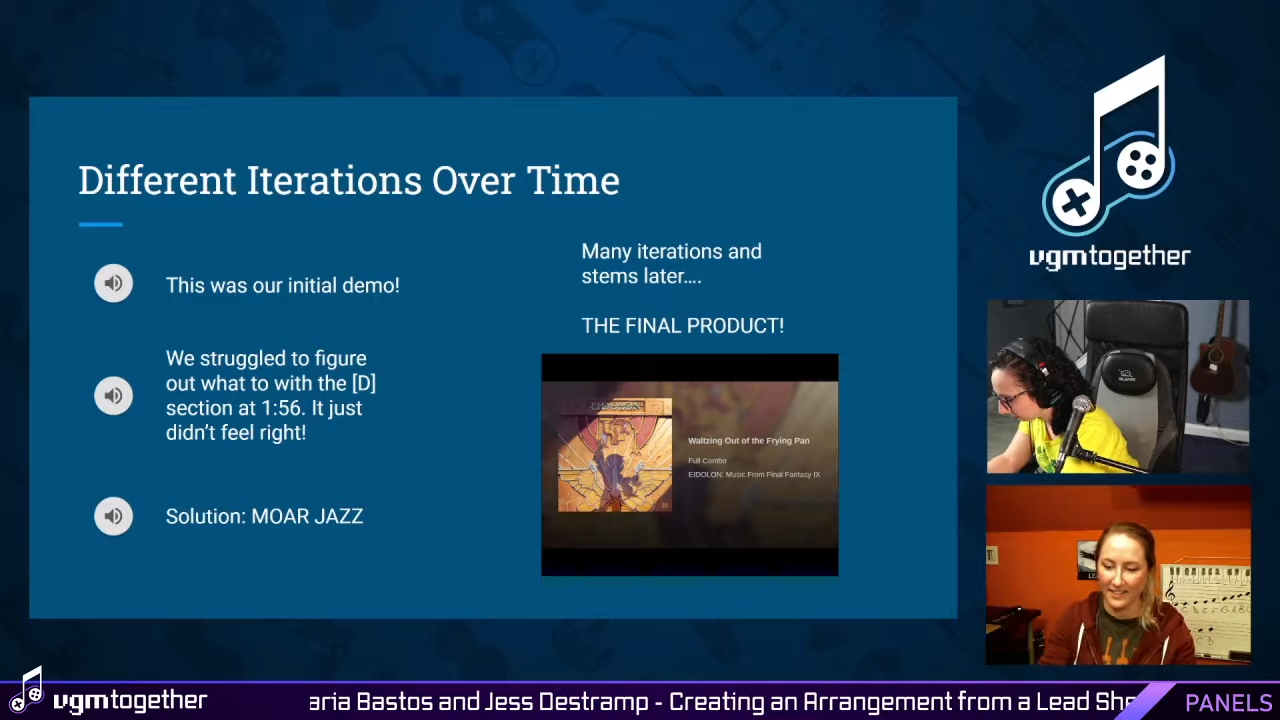 Different Iterations Over Time
This was our initial demo!
We struggled to figure
out what to with the [D]
section at 1:56. It just
didn't feel right!
Solution: MOAR JAZZ
Many iterations and
stems later....
THE FINAL PRODUCT!
EIDOLON
Waltzing Out of the Frying Pan
Full Combo
EIDOLON: Music From Final Fantasy IX
vgmtogether
vgmtogether
aria Bastos and Jess Destramp - Creating an Arrangement from a Lead She
PANELS